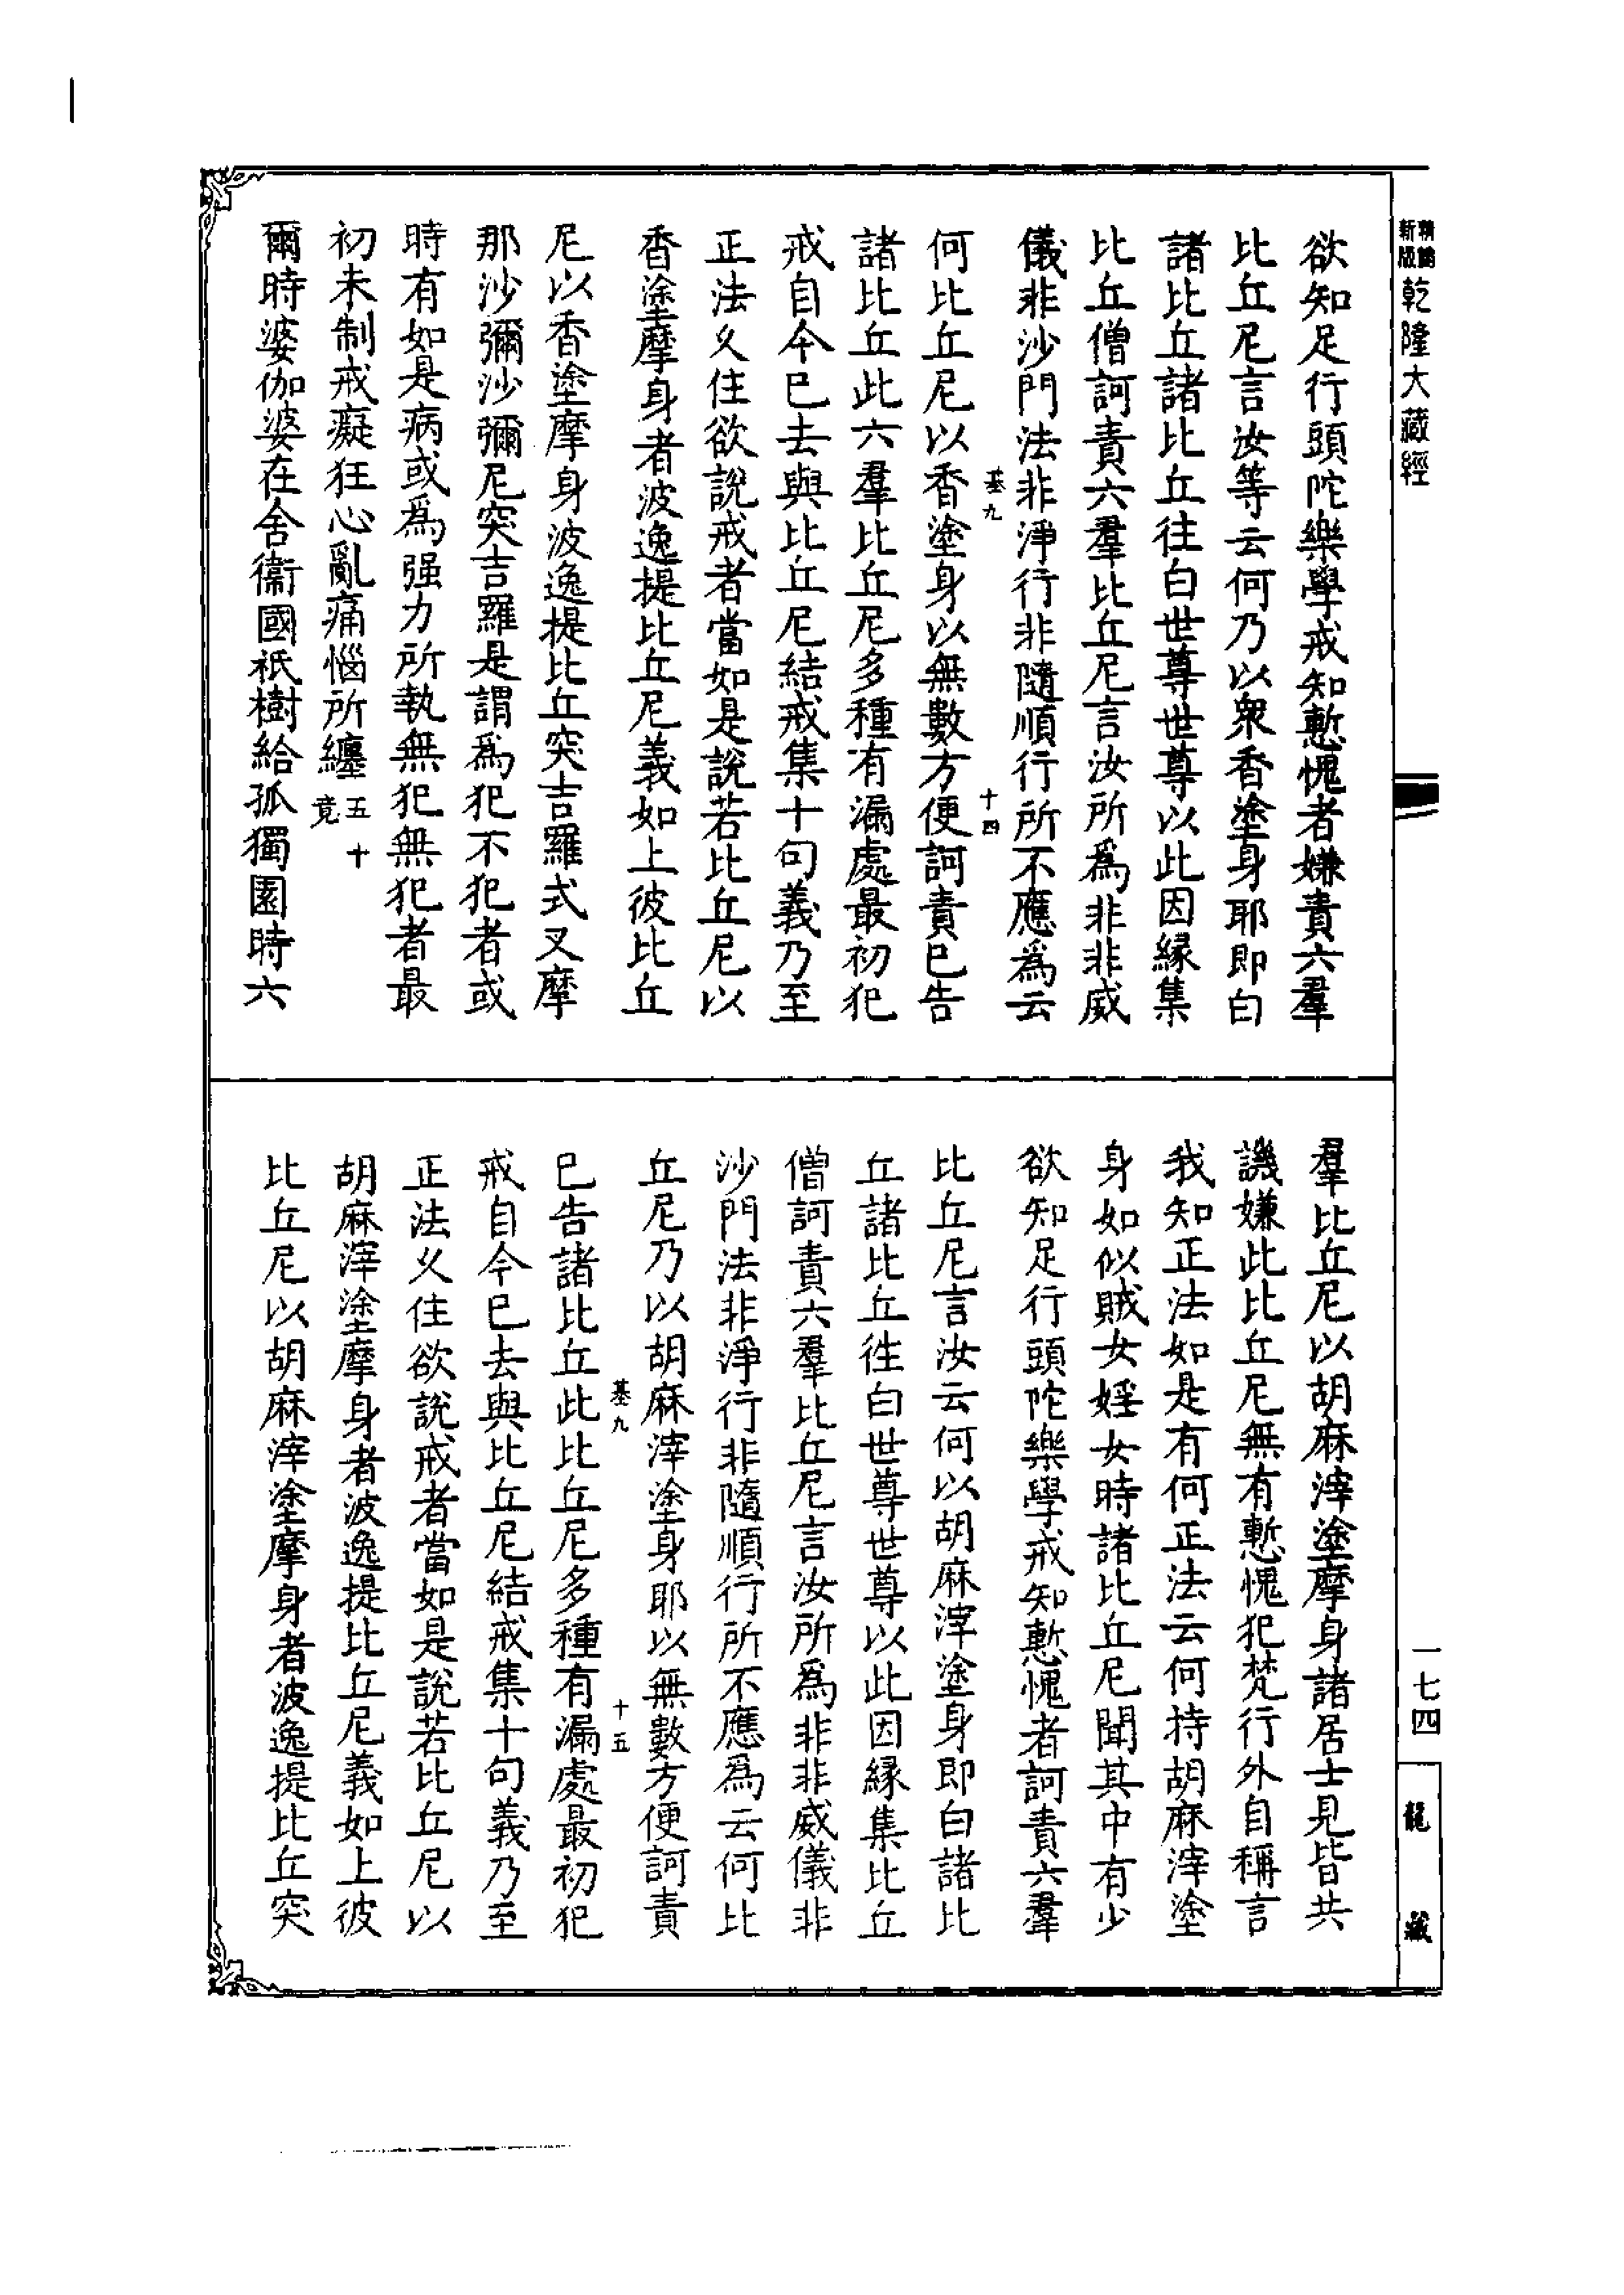 新版 精縮 乾隆大藏經
欲知足行頭陀樂學戒知慙愧者嫌責六羣
比丘尼言汝等云何乃以衆香塗身耶即白
諸比丘諸比丘往白世尊世尊以此因緣集
比丘僧訶責六羣比丘尼言汝所爲非非威
儀非沙門法非淨行非隨順行所不應爲云
綦九 十四
何比丘尼以香塗身以無數方便訶責已告
諸比丘此六羣比丘尼多種有漏處最初犯
戒自今已去與比丘尼結戒集十句義乃至
正法久住欲說戒者當如是說若比丘尼以
香塗摩身者波逸提比丘尼義如上彼比丘
尼以香塗摩身波逸提比丘突吉羅式叉摩
那沙彌沙彌尼突吉羅是謂爲犯不犯者或
時有如是病或爲强力所執無犯無犯者最
初未制戒癡狂心亂痛惱所纏五十竟
爾時婆伽婆在舍衞國祇樹給孤獨園時六
羣比丘尼以胡麻滓塗摩身諸居士見皆共
譏嫌此比丘尼無有慙愧犯梵行外自稱言
我知正法如是有何正法云何持胡麻滓塗
身如似賊女婬女時諸比丘尼聞其中有少
欲知足行頭陀樂學戒知慙愧者訶責六羣
比丘尼言汝云何以胡麻滓塗身即白諸比
丘諸比丘徃白世尊世尊以此因緣集比丘
僧訶責六羣比丘尼言汝所爲非非威儀非
沙門法非淨行非隨順行所不應爲云何比
丘尼乃以胡麻滓塗身耶以無數方便訶責
綦九 十五
已告諸比丘此比丘尼多種有漏處最初犯
戒自今已去與比丘尼結戒集十句義乃至
正法久住欲說戒者當如是說若比丘尼以
胡麻滓塗摩身者波逸提比丘尼義如上彼
比丘尼以胡麻滓塗摩身者波逸提比丘突
一七四
龍藏